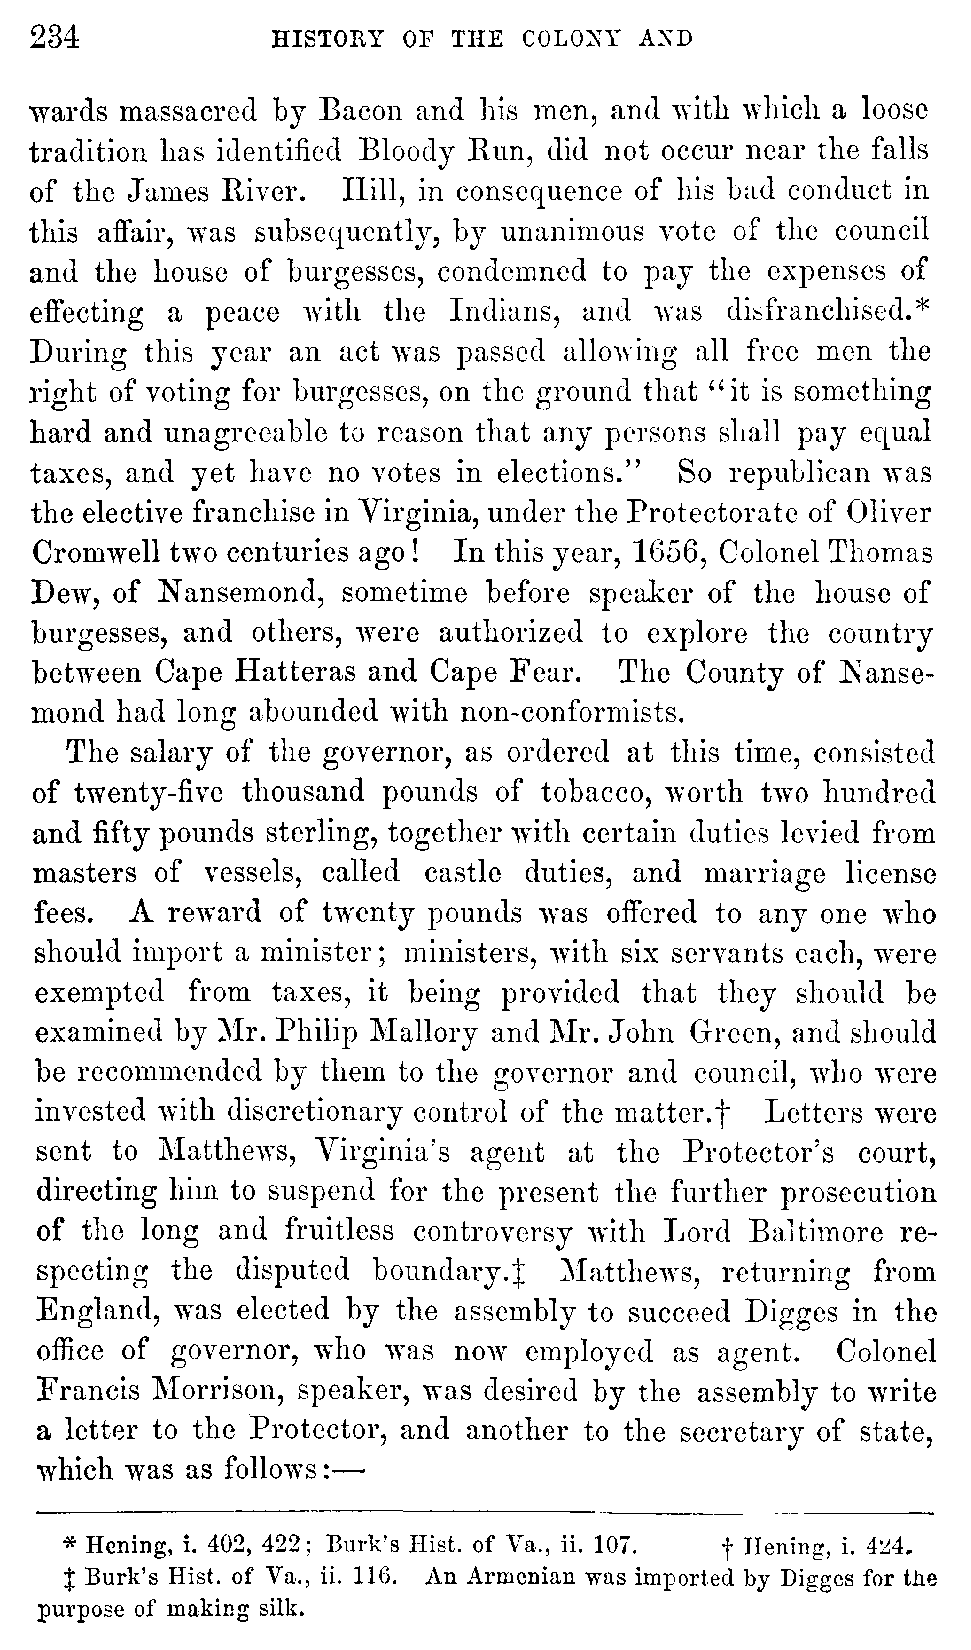 234 HISTORY OF THE COLONY AND
wards massacred by Bacon and his men, and with which a loose
tradition has identified Bloody Run, did not occur near the falls
of the James River. Hill, in consequence of his bad conduct in
this affair, was subsequently, by unanimous vote of the council
and the house of burgesses, condemned to pay the expenses of
effecting a peace with the Indians, and was disfranchised.*
During this year an act was passed allowing all free men the
right of voting for burgesses, on the ground that “it is something
hard and unagreeable to reason that any persons shall pay equal
taxes, and yet have no votes in elections.” So republican was
the elective franchise in Virginia, under the Protectorate of Oliver
Cromwell two centuries ago! In this year, 1656, Colonel Thomas
Dew, of Nansemond, sometime before speaker of the house of
burgesses, and others, were authorized to explore the country
between Cape Hatteras and Cape Fear. The County of Nanse-
mond had long abounded with non-conformists.
The salary of the governor, as ordered at this time, consisted
of twenty-five thousand pounds of tobacco, worth two hundred
and fifty pounds sterling, together with certain duties levied from
masters of vessels, called castle duties, and marriage license
fees. A reward of twenty pounds was offered to any one who
should import a minister; ministers, with six servants each, were
exempted from taxes, it being provided that they should be
examined by Mr. Philip Mallory and Mr. John Green, and should
be recommended by them to the governor and council, who were
invested with discretionary control of the matter.† Letters were
sent to Matthews, Virginia's agent at the Protector's court,
directing him to suspend for the present the further prosecution
of the long and fruitless controversy with Lord Baltimore re-
specting the disputed boundary.‡ Matthews, returning from
England, was elected by the assembly to succeed Digges in the
office of governor, who was now employed as agent. Colonel
Francis Morrison, speaker, was desired by the assembly to write
a letter to the Protector, and another to the secretary of state,
which was as follows:—
* Hening, i. 402, 422; Burk's Hist. of Va., ii. 107. † Hening, i. 424.
‡ Burk's Hist. of Va., ii. 116. An Armenian was imported by Digges for the
purpose of making silk.